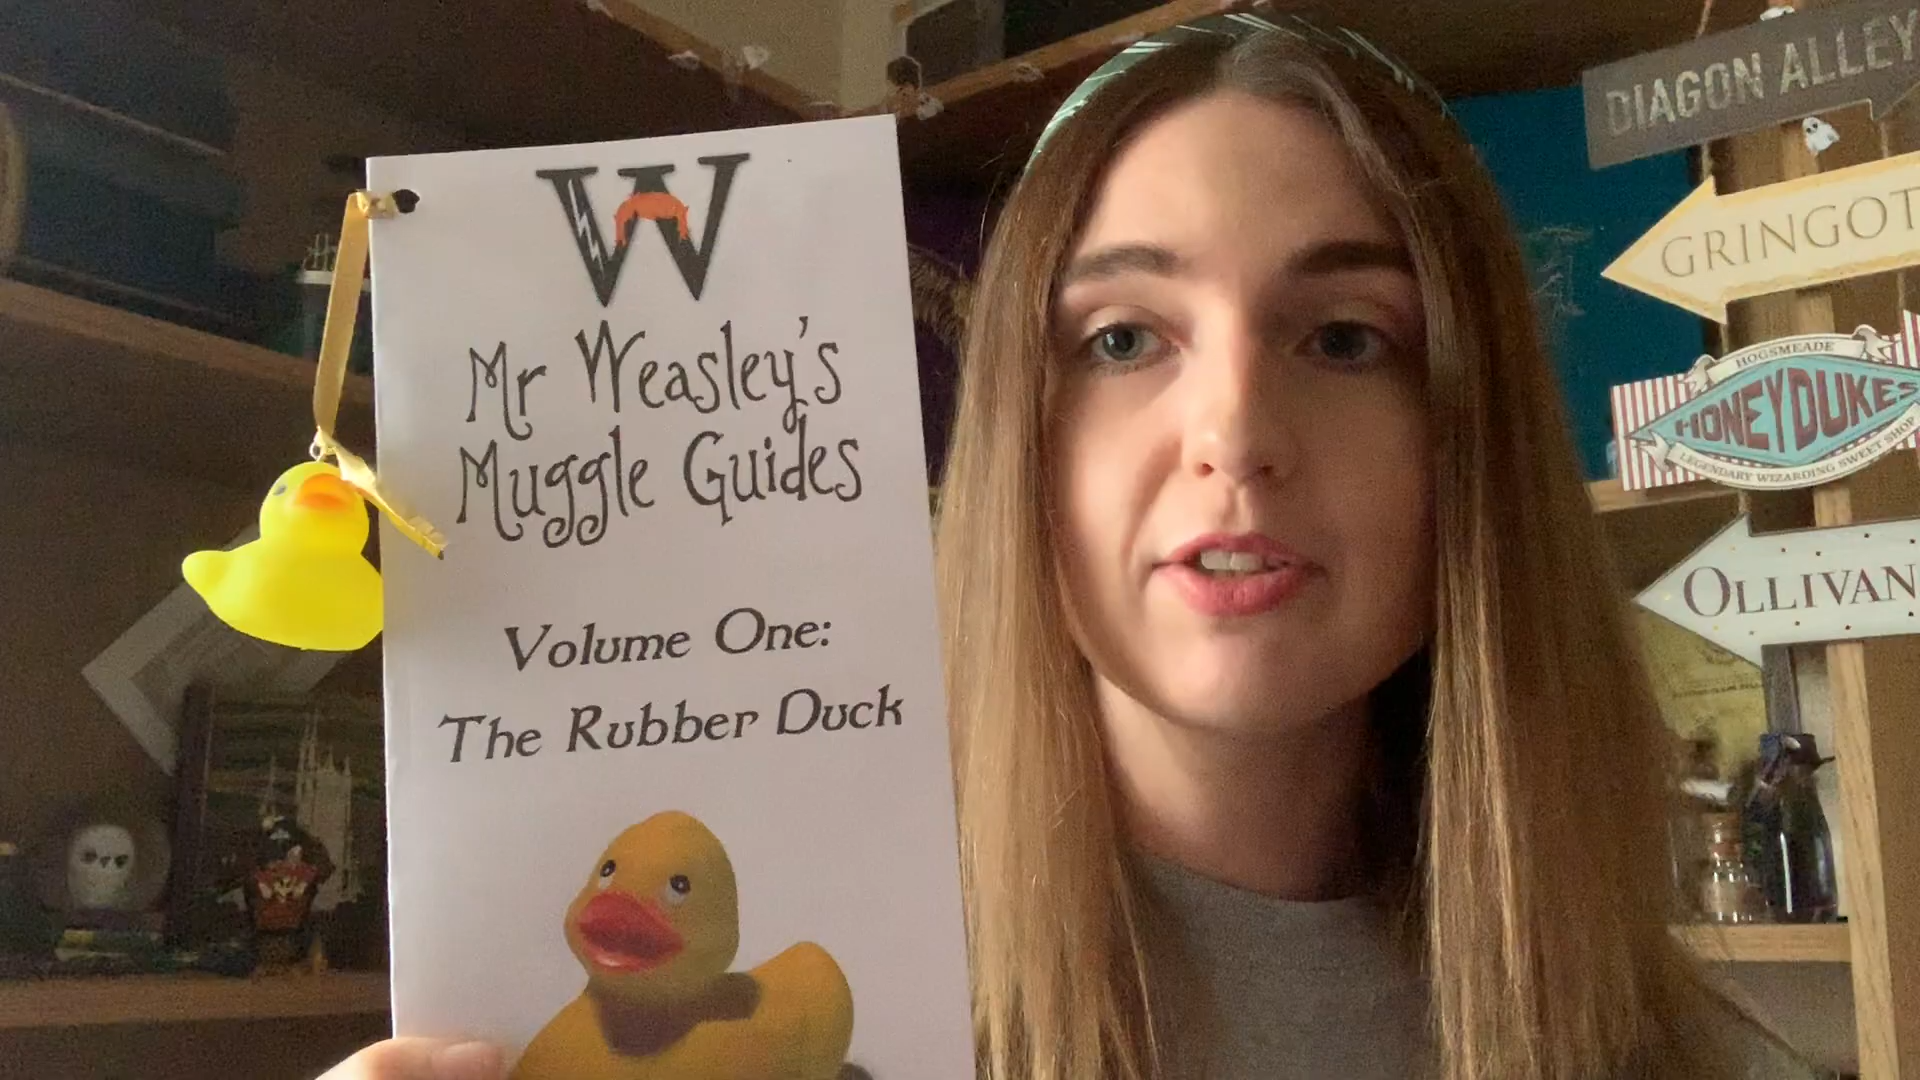 W
Mr Weasley's
Muggle Guides
Volume One:
The Rubber Duck
DIAGON ALLEY
GRINGOT
HOGSMEADE
HONEYDUKES
LEGENDARY WIZARDING SWEET SHOP
OLLIVAN